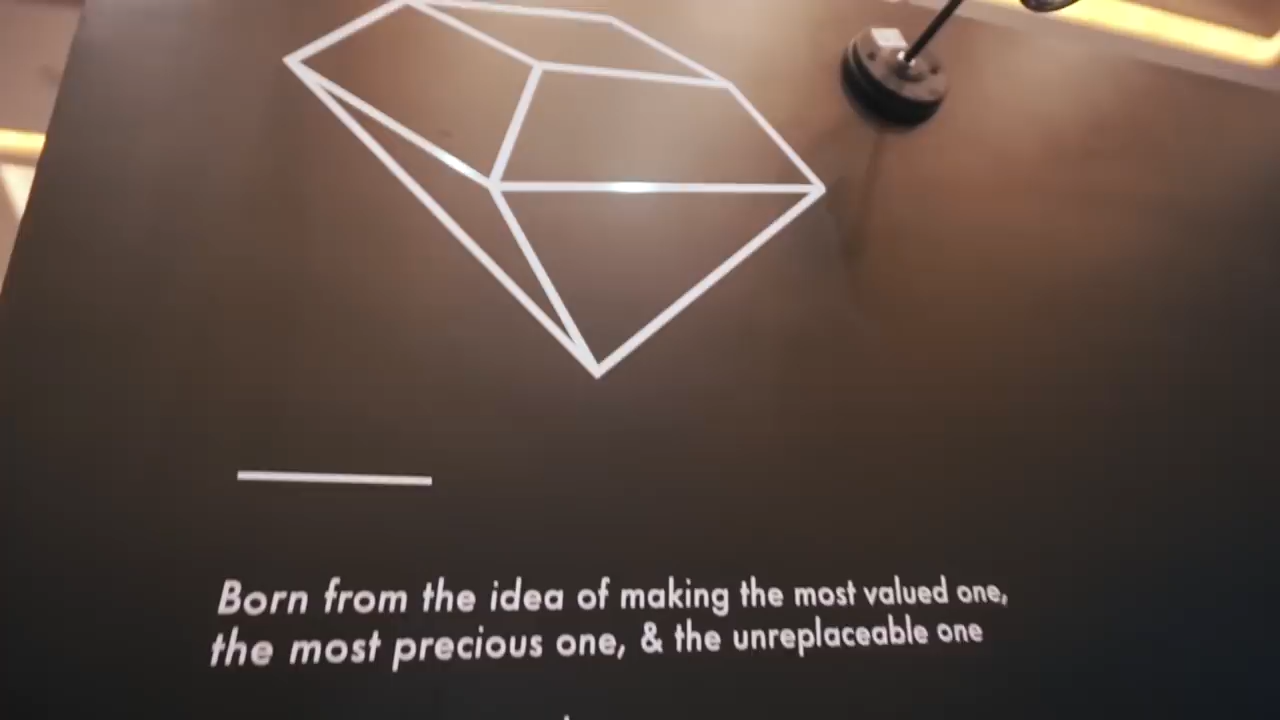 Born from the idea of making the most valued one,
the most precious one, & the unreplaceable one